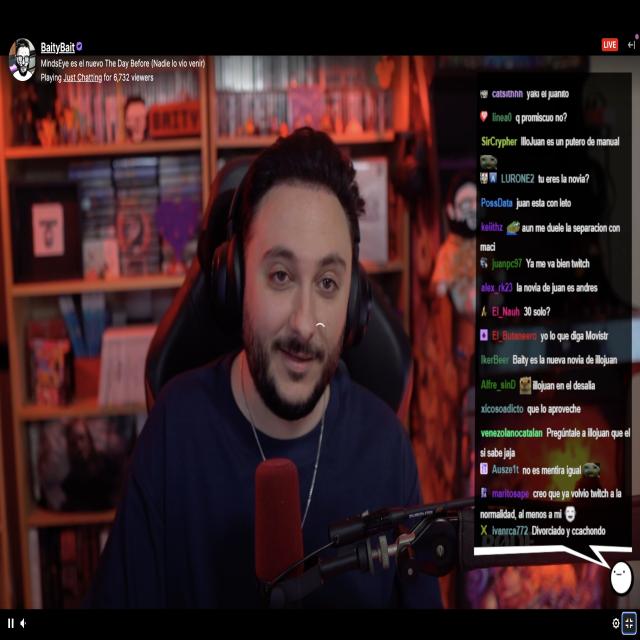 BaityBait
MindsEye es el nuevo The Day Before (Nadie lo vio venir)
Playing Just Chatting for 6,732 viewers
LIVE
BAITY
catsithnn yaki el juanito
linea0 q promiscuo no?
SirCrypher IlloJuan es un putero de manual
LURONE2 tu eres la novia?
PossData juan esta con leto
keiithz aun me duele la separacion con
maci
juanpc97 Ya me va bien twitch
alex_rk23 la novia de juan es andres
El_Nauh 30 solo?
El_Butaneero yo lo que diga Movistr
IkerBeer Baity es la nueva novia de illojuan
Alfre_sinD illojuan en el desalia
xicosoadicto que lo aproveche
venezolanocatalan Pregúntale a illojuan que el
si sabe jaja
Ausze1t no es mentira igual
maritosape creo que ya volvio twitch a la
normalidad, al menos a mi
ivanrca772 Divorciado y ccachondo